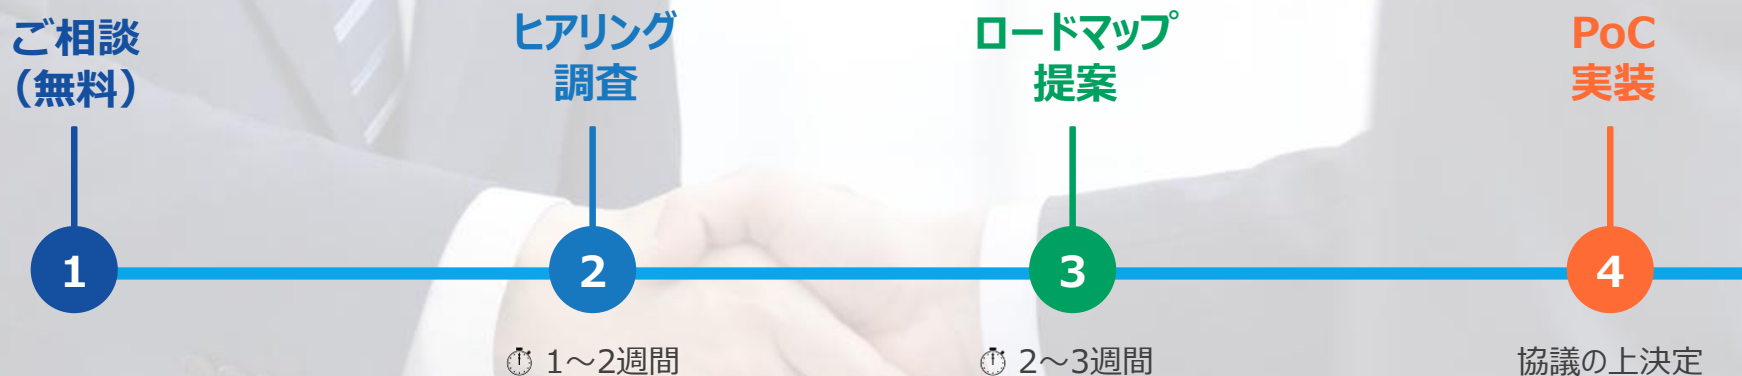 ご相談
（無料）
ヒアリング
調査
ロードマップ
提案
PoC
実装
1
2
3
4
⏱ 1～2週間
⏱ 2～3週間
協議の上決定